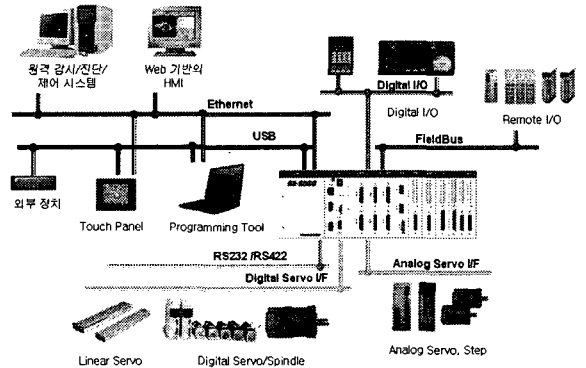 원격 감시/진단/
제어 시스템
Web 기반의
HMI
Ethernet
USB
Digital I/O
Digital I/O
Remote I/O
FieldBus
외부 장치
Touch Panel
Programming Tool
RS232 /RS422
Digital Servo I/F
Analog Servo I/F
Linear Servo
Digital Servo/Spindle
Analog Servo, Step